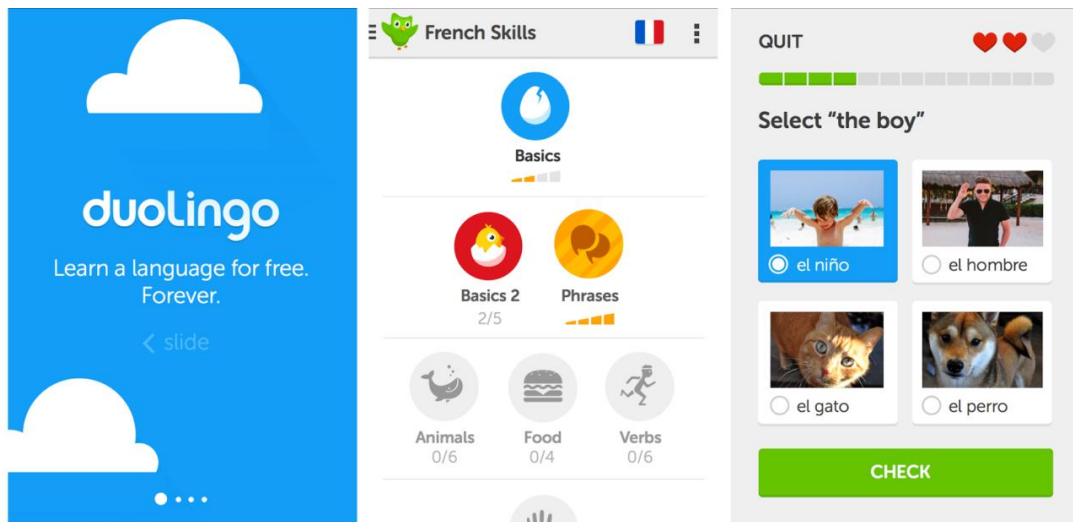 duolingo
Learn a language for free.
Forever.
< slide
French Skills
Basics
Basics 2
2/5
Phrases
Animals
0/6
Food
0/4
Verbs
0/6
QUIT
Select “the boy”
el niño
el hombre
el gato
el perro
CHECK